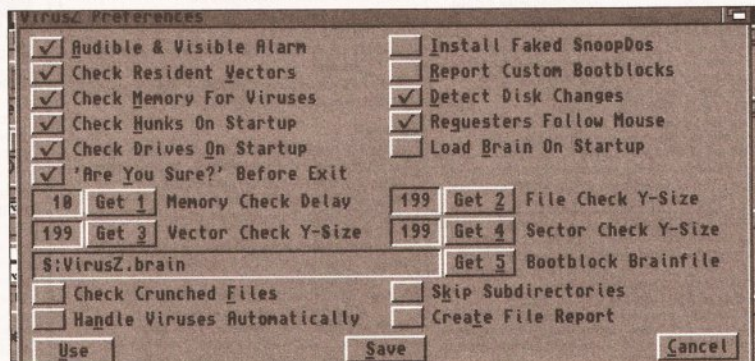 VirusZ Preferences
Audible & Visible Alarm Install Faked SnoopDos
Check Resident Vectors Report Custom Bootblocks
Check Memory For Viruses Detect Disk Changes
Check Hunks On Startup Requesters Follow Mouse
Check Drives On Startup Load Brain On Startup
'Are You Sure?' Before Exit
10 Get 1 Memory Check Delay 199 Get 2 File Check Y-Size
199 Get 3 Vector Check Y-Size 199 Get 4 Sector Check Y-Size
S:VirusZ.brain Get 5 Bootblock Brainfile
Check Crunched Files Skip Subdirectories
Handle Viruses Automatically Create File Report
Use Save Cancel